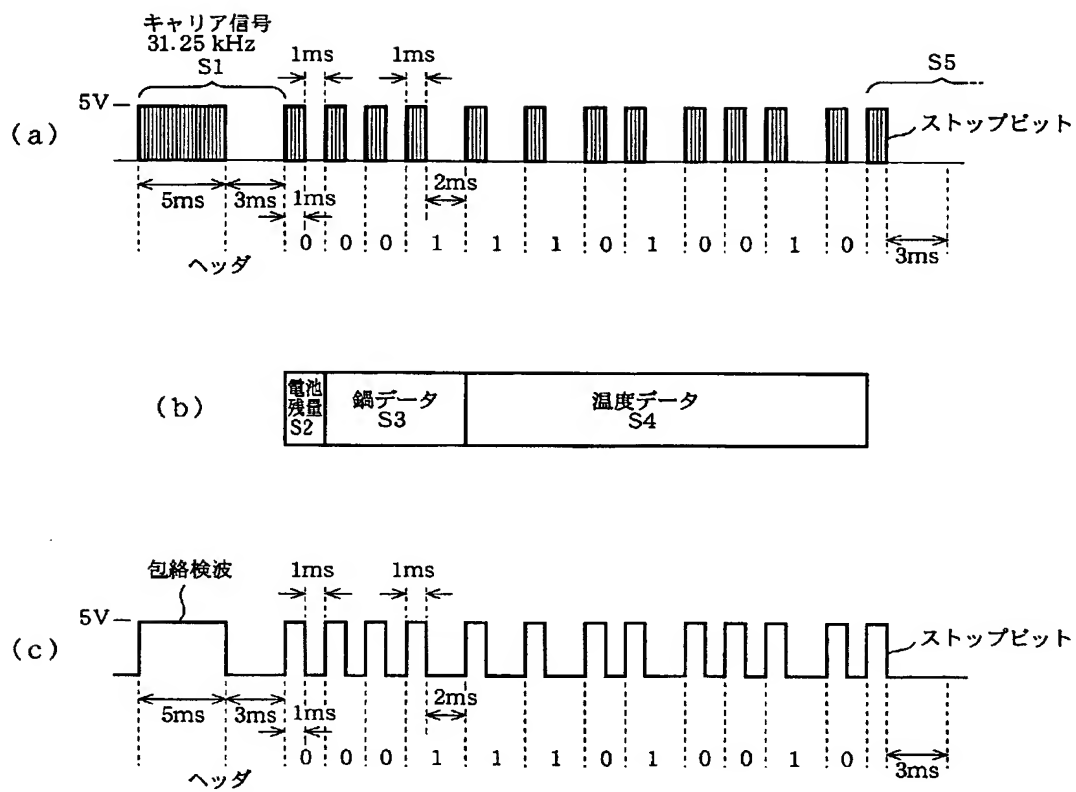 キャリア信号
31.25 kHz
S1
1ms
1ms
S5
5V
(a)
ストップビット
5ms
3ms
1ms
2ms
0 0 0 1 1 1 0 1 0 0 1 0
3ms
ヘッダ
(b)
電池
残量
S2
鍋データ
S3
温度データ
S4
包絡検波
1ms
1ms
5V
(c)
ストップビット
5ms
3ms
1ms
2ms
0 0 0 1 1 1 0 1 0 0 1 0
3ms
ヘッダ